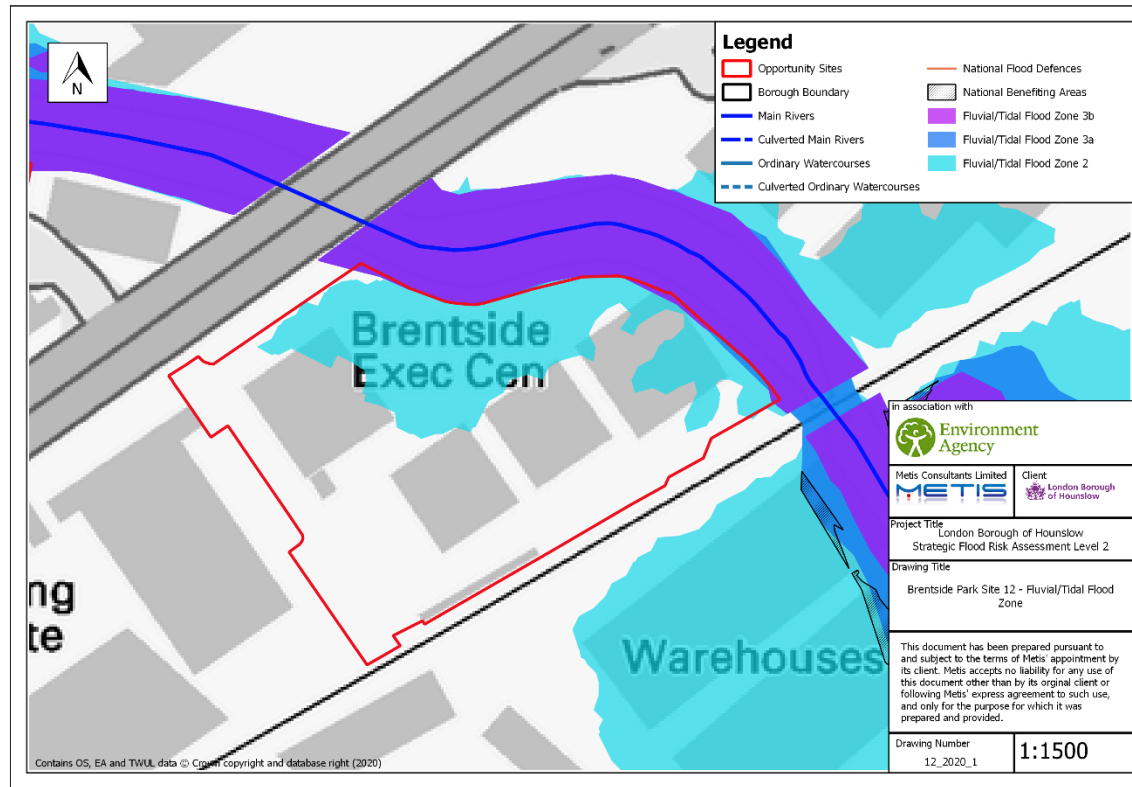 N
Legend
Opportunity Sites
Borough Boundary
Main Rivers
Culverted Main Rivers
Ordinary Watercourses
Culverted Ordinary Watercourses
National Flood Defences
National Benefiting Areas
Fluvial/Tidal Flood Zone 3b
Fluvial/Tidal Flood Zone 3a
Fluvial/Tidal Flood Zone 2
Brentside
Exec Cen
ng
te
Warehouses
in association with
Environment
Agency
Metis Consultants Limited
METIS
Client
London Borough
of Hounslow
Project Title
London Borough of Hounslow
Strategic Flood Risk Assessment Level 2
Drawing Title
Brentside Park Site 12 - Fluvial/Tidal Flood
Zone
This document has been prepared pursuant to
and subject to the terms of Metis' appointment by
its client. Metis accepts no liability for any use of
this document other than by its orginal client or
following Metis' express agreement to such use,
and only for the purpose for which it was
prepared and provided.
Drawing Number
12_2020_1
1:1500
Contains OS, EA and TWUL data © Crown copyright and database right (2020)